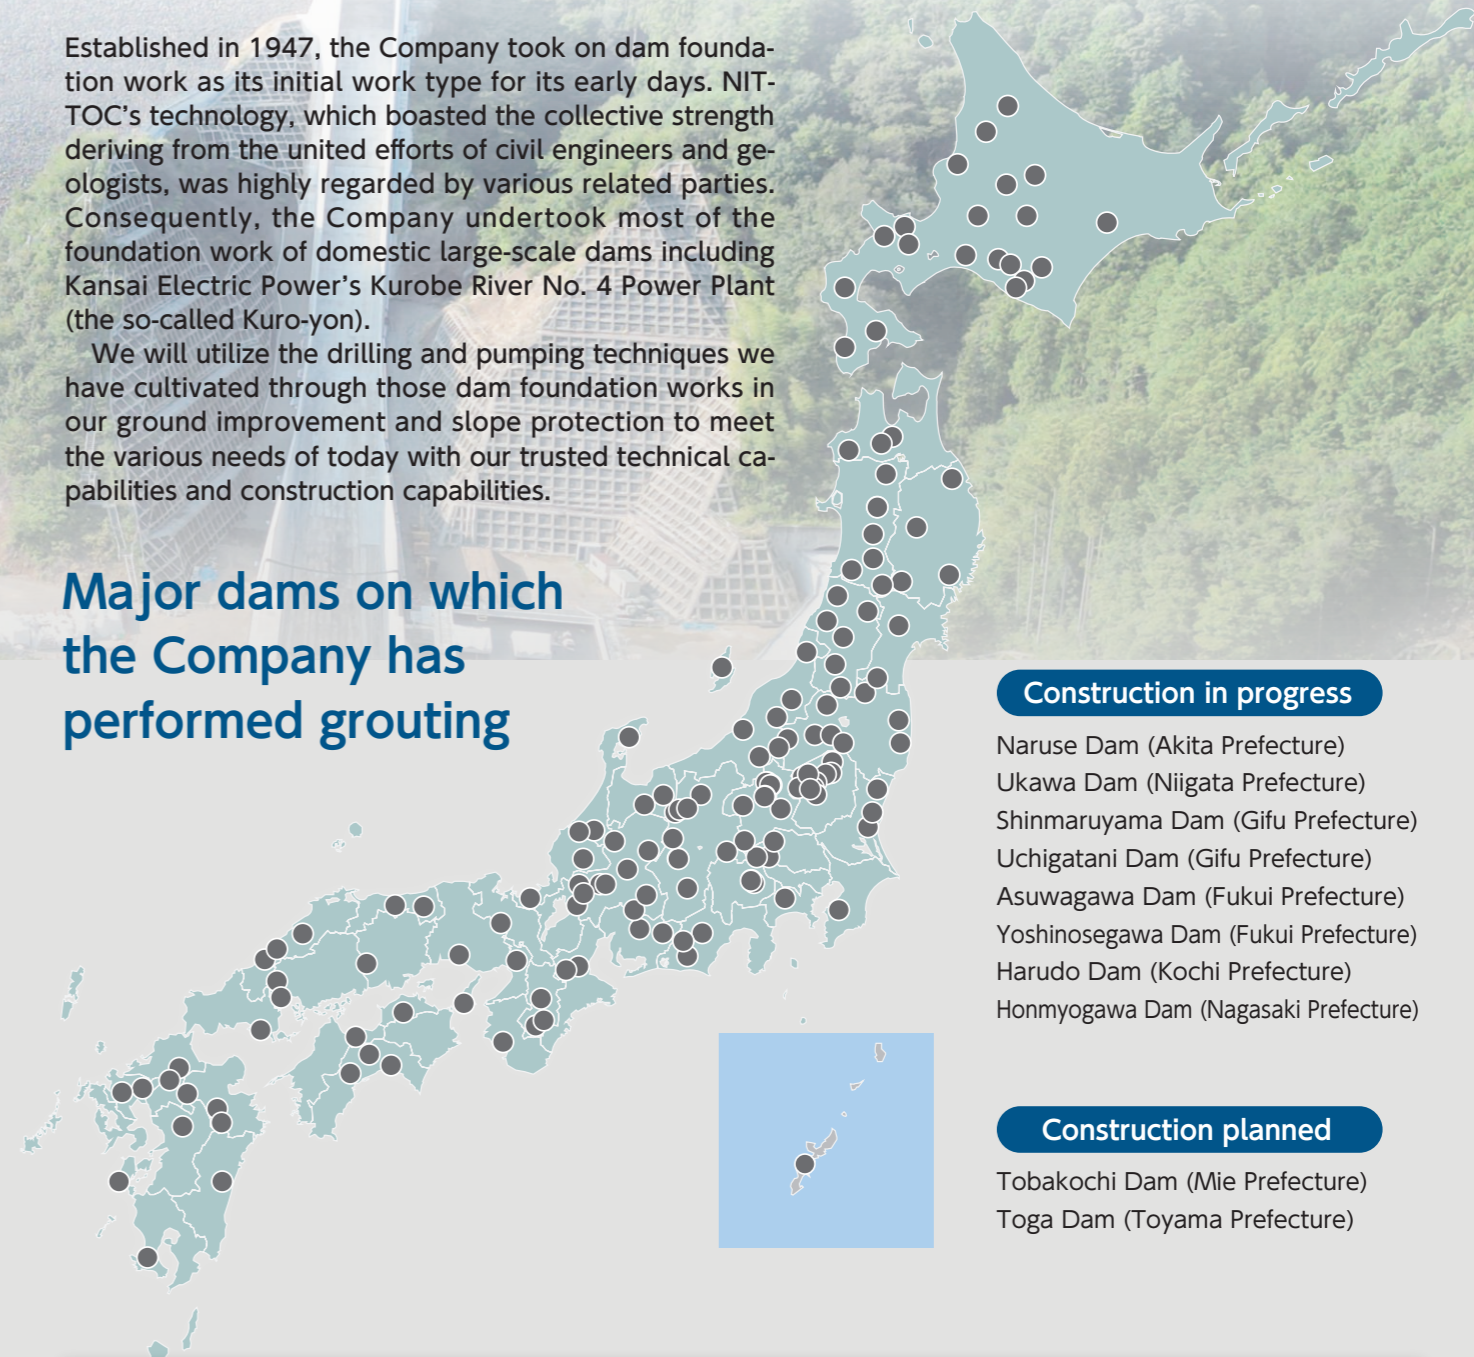 Established in 1947, the Company took on dam founda-
tion work as its initial work type for its early days. NIT-
TOC’s technology, which boasted the collective strength
deriving from the united efforts of civil engineers and ge-
ologists, was highly regarded by various related parties.
Consequently, the Company undertook most of the
foundation work of domestic large-scale dams including
Kansai Electric Power’s Kurobe River No. 4 Power Plant
(the so-called Kuro-yon).
We will utilize the drilling and pumping techniques we
have cultivated through those dam foundation works in
our ground improvement and slope protection to meet
the various needs of today with our trusted technical ca-
pabilities and construction capabilities.
Major dams on which
the Company has
performed grouting
Construction in progress
Naruse Dam (Akita Prefecture)
Ukawa Dam (Niigata Prefecture)
Shinmaruyama Dam (Gifu Prefecture)
Uchigatani Dam (Gifu Prefecture)
Asuwagawa Dam (Fukui Prefecture)
Yoshinosegawa Dam (Fukui Prefecture)
Harudo Dam (Kochi Prefecture)
Honmyogawa Dam (Nagasaki Prefecture)
Construction planned
Tobakochi Dam (Mie Prefecture)
Toga Dam (Toyama Prefecture)